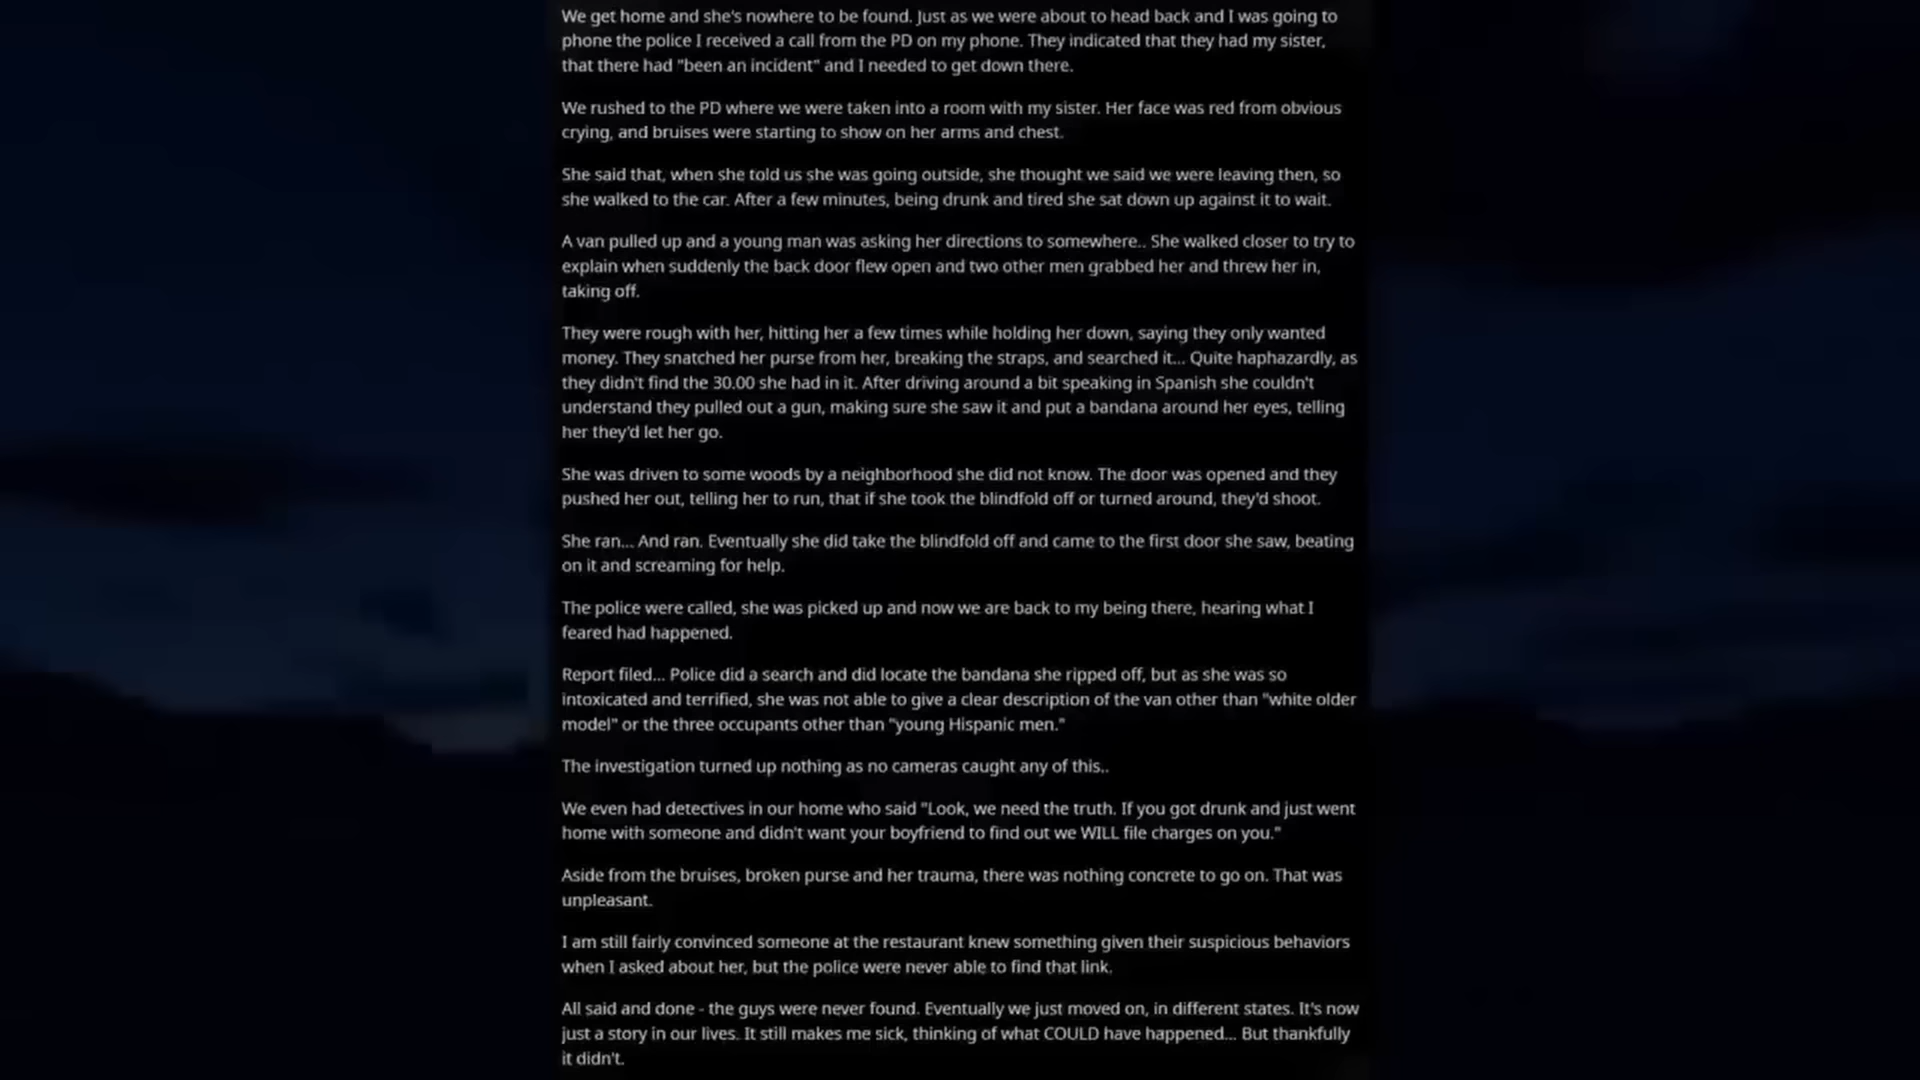 We get home and she's nowhere to be found. Just as we were about to head back and I was going to
phone the police I received a call from the PD on my phone. They indicated that they had my sister,
that there had "been an incident" and I needed to get down there.
We rushed to the PD where we were taken into a room with my sister. Her face was red from obvious
crying, and bruises were starting to show on her arms and chest.
She said that, when she told us she was going outside, she thought we said we were leaving then, so
she walked to the car. After a few minutes, being drunk and tired she sat down up against it to wait.
A van pulled up and a young man was asking her directions to somewhere.. She walked closer to try to
explain when suddenly the back door flew open and two other men grabbed her and threw her in,
taking off.
They were rough with her, hitting her a few times while holding her down, saying they only wanted
money. They snatched her purse from her, breaking the straps, and searched it... Quite haphazardly, as
they didn't find the 30.00 she had in it. After driving around a bit speaking in Spanish she couldn't
understand they pulled out a gun, making sure she saw it and put a bandana around her eyes, telling
her they'd let her go.
She was driven to some woods by a neighborhood she did not know. The door was opened and they
pushed her out, telling her to run, that if she took the blindfold off or turned around, they'd shoot.
She ran... And ran. Eventually she did take the blindfold off and came to the first door she saw, beating
on it and screaming for help.
The police were called, she was picked up and now we are back to my being there, hearing what I
feared had happened.
Report filed... Police did a search and did locate the bandana she ripped off, but as she was so
intoxicated and terrified, she was not able to give a clear description of the van other than "white older
model" or the three occupants other than "young Hispanic men."
The investigation turned up nothing as no cameras caught any of this..
We even had detectives in our home who said "Look, we need the truth. If you got drunk and just went
home with someone and didn't want your boyfriend to find out we WILL file charges on you."
Aside from the bruises, broken purse and her trauma, there was nothing concrete to go on. That was
unpleasant.
I am still fairly convinced someone at the restaurant knew something given their suspicious behaviors
when I asked about her, but the police were never able to find that link.
All said and done - the guys were never found. Eventually we just moved on, in different states. It's now
just a story in our lives. It still makes me sick, thinking of what COULD have happened... But thankfully
it didn't.